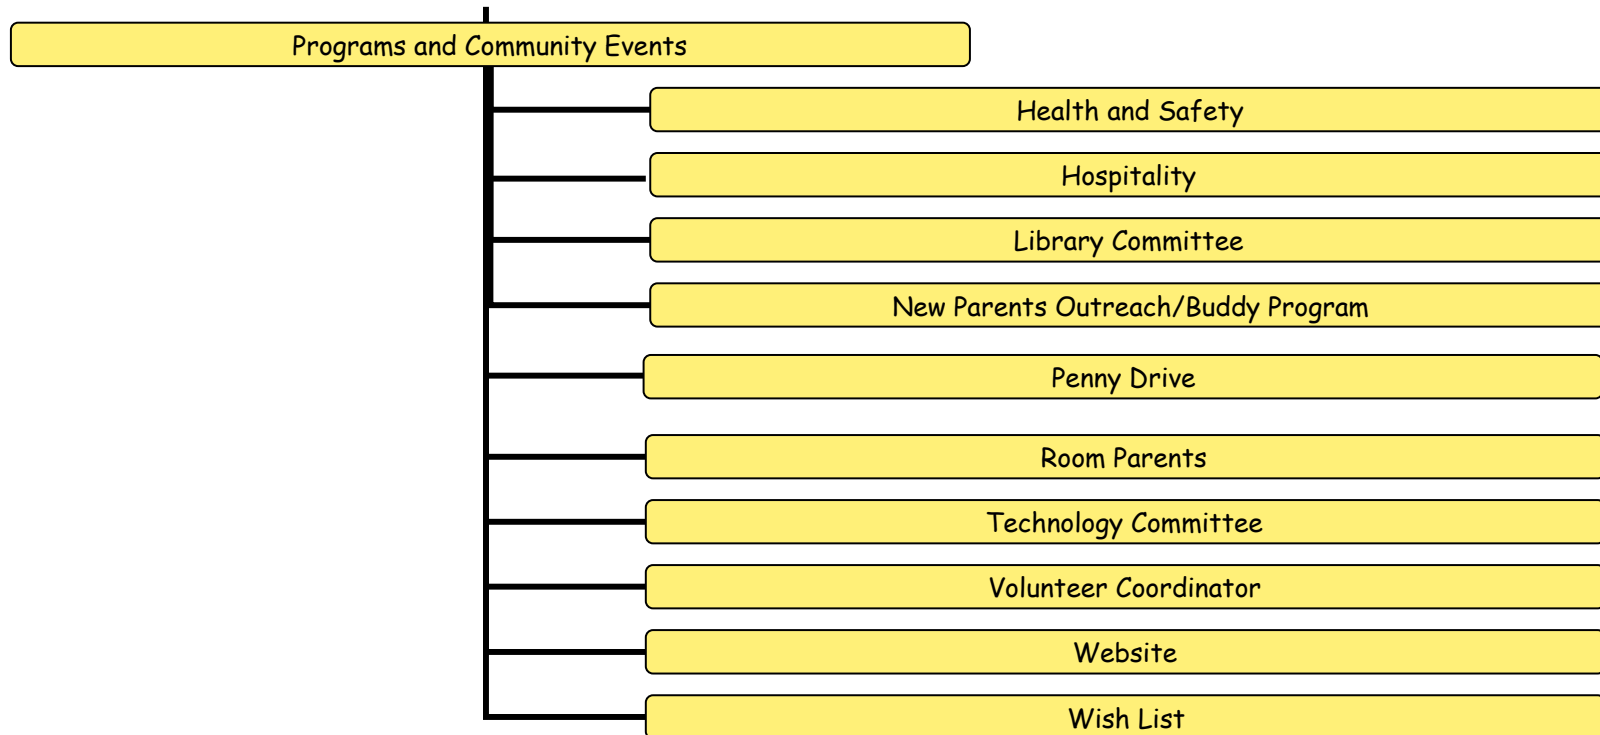 Programs and Community Events
Health and Safety
Hospitality
Library Committee
New Parents Outreach/Buddy Program
Penny Drive
Room Parents
Technology Committee
Volunteer Coordinator
Website
Wish List